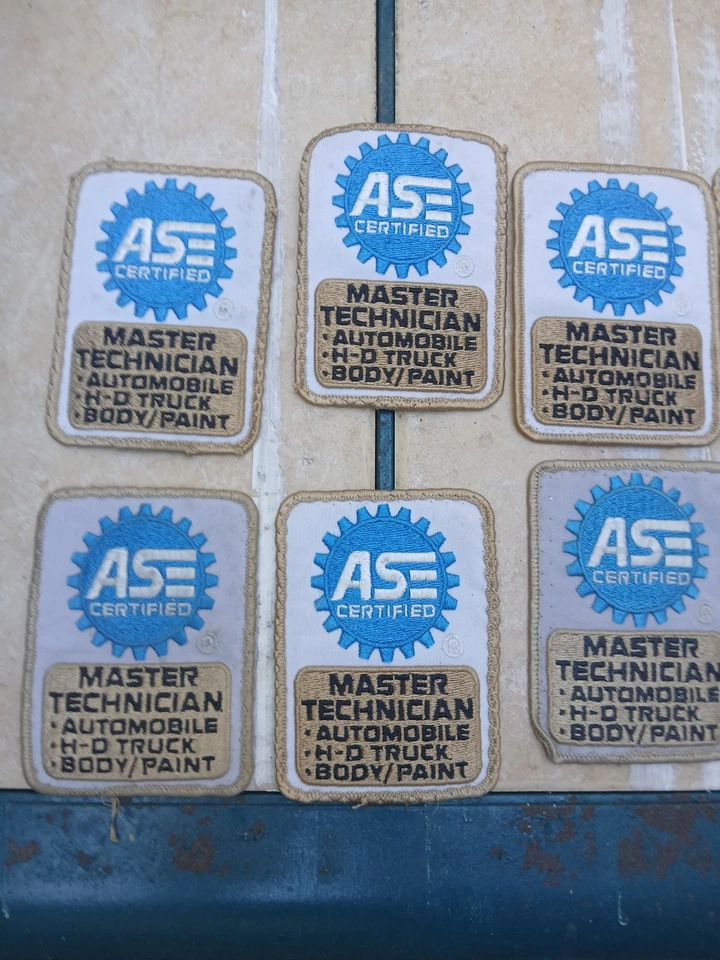 ASE
CERTIFIED
MASTER
TECHNICIAN
· AUTOMOBILE
· H-D TRUCK
· BODY/PAINT
ASE
CERTIFIED
MASTER
TECHNICIAN
· AUTOMOBILE
· H-D TRUCK
· BODY/PAINT
ASE
CERTIFIED
MASTER
TECHNICIAN
· AUTOMOBILE
· H-D TRUCK
· BODY/PAINT
ASE
CERTIFIED
MASTER
TECHNICIAN
· AUTOMOBILE
· H-D TRUCK
· BODY/PAINT
ASE
CERTIFIED
®
MASTER
TECHNICIAN
· AUTOMOBILE
· H-D TRUCK
· BODY/PAINT
ASE
CERTIFIED
MASTER
TECHNICIAN
· AUTOMOBILE
· H-D TRUCK
· BODY/PAINT